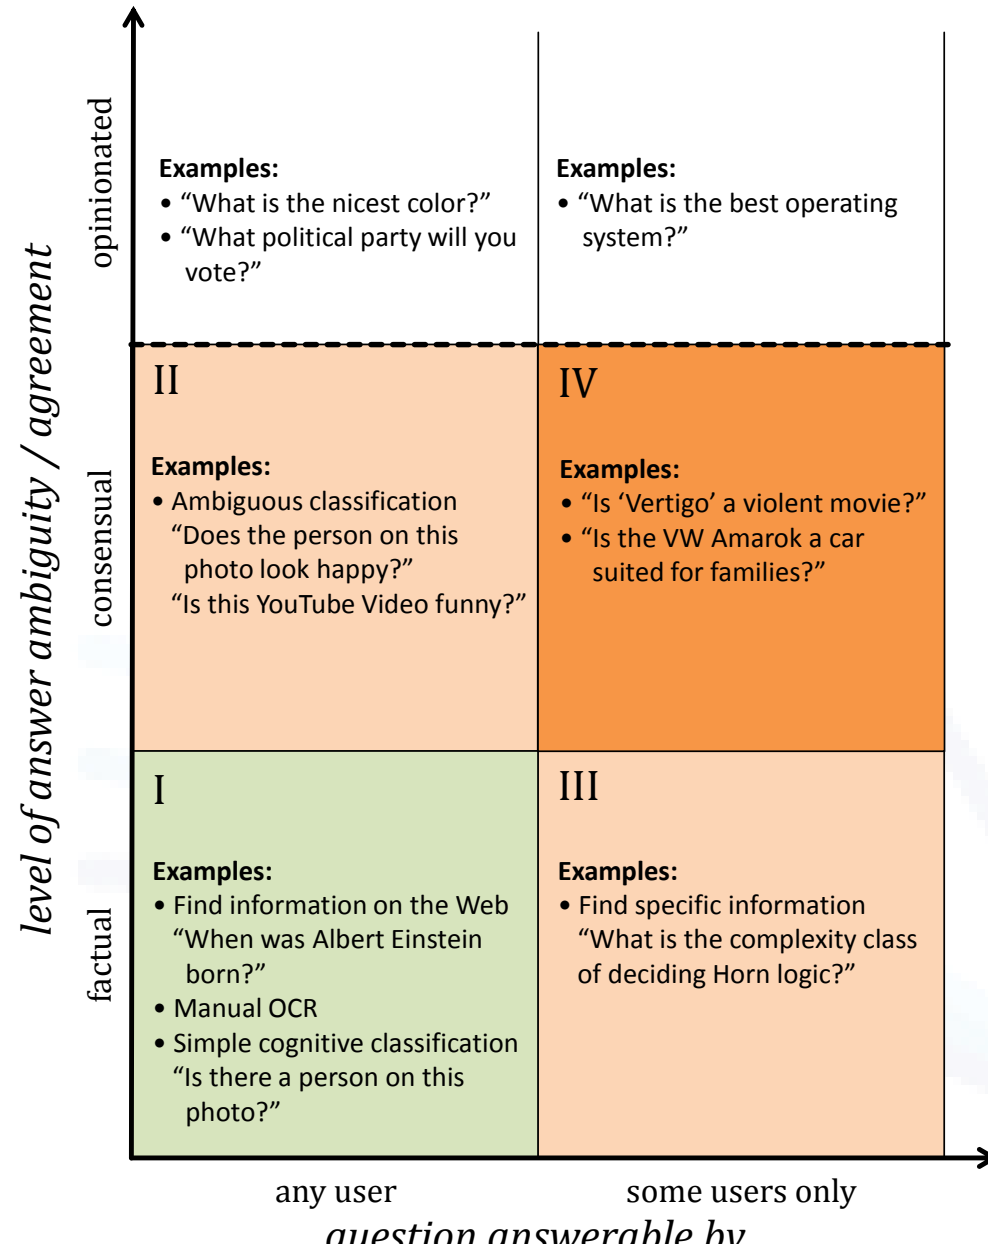 opinionated
Examples:
• “What is the nicest color?”
• “What political party will you
vote?”
Examples:
• “What is the best operating
system?”
level of answer ambiguity / agreement
consensual
II
Examples:
• Ambiguous classification
“Does the person on this
photo look happy?”
“Is this YouTube Video funny?”
IV
Examples:
• “Is ‘Vertigo’ a violent movie?”
• “Is the VW Amarok a car
suited for families?”
factual
I
Examples:
• Find information on the Web
“When was Albert Einstein
born?”
• Manual OCR
• Simple cognitive classification
“Is there a person on this
photo?”
III
Examples:
• Find specific information
“What is the complexity class
of deciding Horn logic?”
any user
some users only
question answerable by